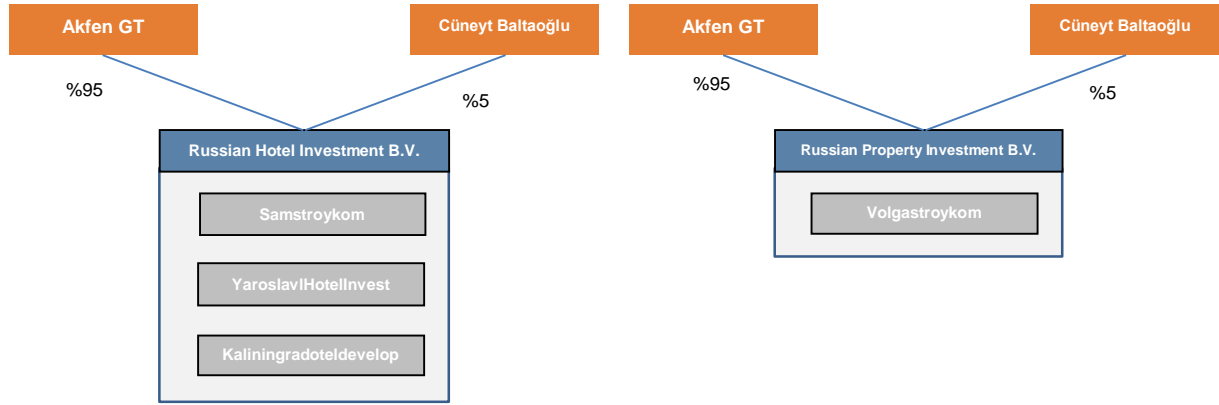 Akfen GT
Cüneyt Baltaoğlu
%95
%5
Russian Hotel Investment B.V.
Samstroykom
YaroslavlHotelInvest
Kaliningradoteldevelop
Akfen GT
Cüneyt Baltaoğlu
%95
%5
Russian Property Investment B.V.
Volgastroykom